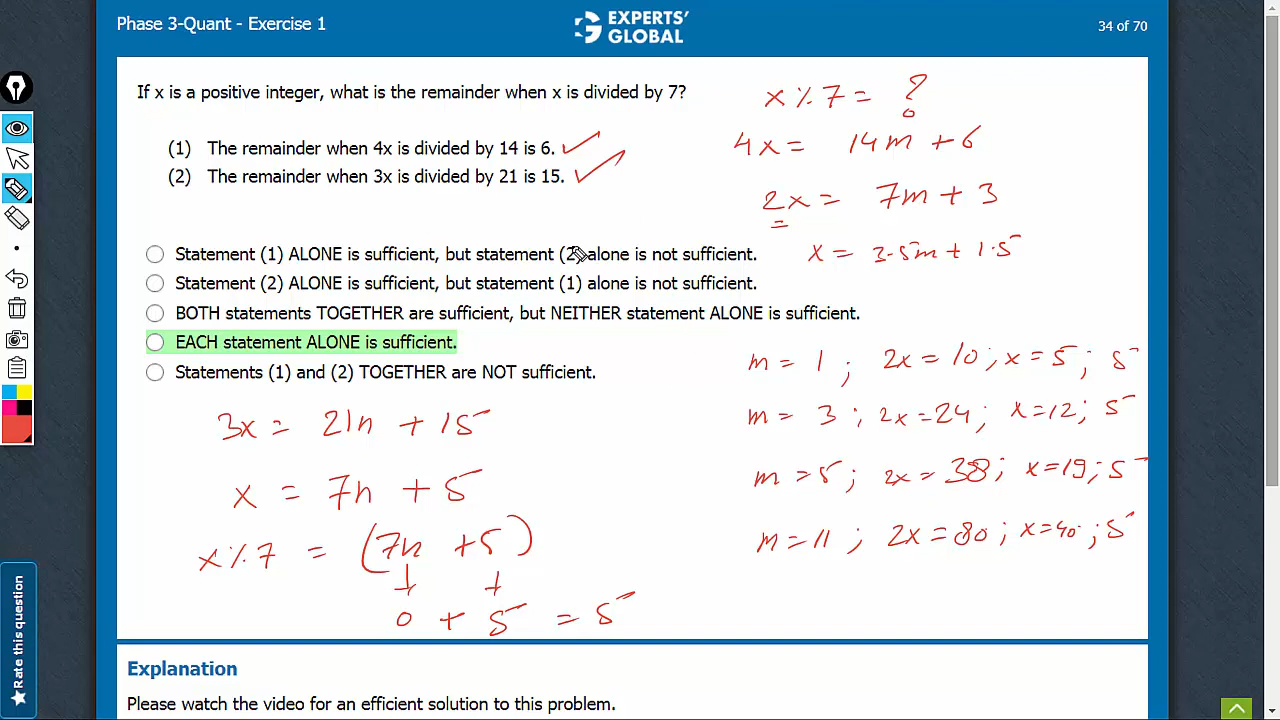 Phase 3-Quant - Exercise 1
EXPERTS'
GLOBAL
34 of 70
If x is a positive integer, what is the remainder when x is divided by 7?
(1) The remainder when 4x is divided by 14 is 6.
(2) The remainder when 3x is divided by 21 is 15.
x % 7 = ?
4x = 14m + 6
2x = 7m + 3
x = 3.5m + 1.5
Statement (1) ALONE is sufficient, but statement (2) alone is not sufficient.
Statement (2) ALONE is sufficient, but statement (1) alone is not sufficient.
BOTH statements TOGETHER are sufficient, but NEITHER statement ALONE is sufficient.
EACH statement ALONE is sufficient.
Statements (1) and (2) TOGETHER are NOT sufficient.
m = 1 ; 2x = 10 ; x = 5 ; 5
m = 3 ; 2x = 24 ; x = 12 ; 5
m = 5 ; 2x = 38 ; x = 19 ; 5
m = 11 ; 2x = 80 ; x = 40 ; 5
3x = 21n + 15
x = 7n + 5
x % 7 = (7n + 5)
0 + 5 = 5
Rate this question
Explanation
Please watch the video for an efficient solution to this problem.